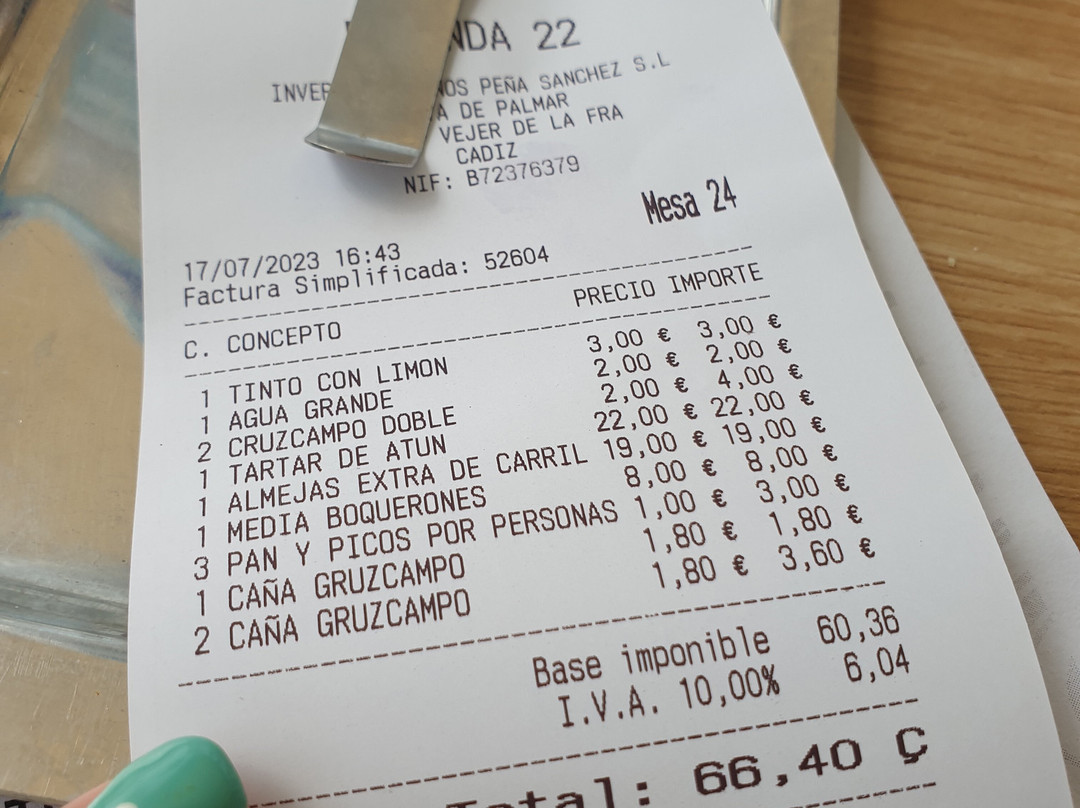 NDA 22
INVER NOS PEÑA SANCHEZ S.L
A DE PALMAR
VEJER DE LA FRA
CADIZ
NIF: B72376379
Mesa 24
17/07/2023 16:43
Factura Simplificada: 52604
C. CONCEPTO PRECIO IMPORTE
1 TINTO CON LIMON 3,00 € 3,00 €
1 AGUA GRANDE 2,00 € 2,00 €
2 CRUZCAMPO DOBLE 2,00 € 4,00 €
1 TARTAR DE ATUN 22,00 € 22,00 €
1 ALMEJAS EXTRA DE CARRIL 19,00 € 19,00 €
1 MEDIA BOQUERONES 8,00 € 8,00 €
3 PAN Y PICOS POR PERSONAS 1,00 € 3,00 €
1 CAÑA GRUZCAMPO 1,80 € 1,80 €
2 CAÑA GRUZCAMPO 1,80 € 3,60 €
Base imponible 60,36
I.V.A. 10,00% 6,04
Total: 66,40 Ç